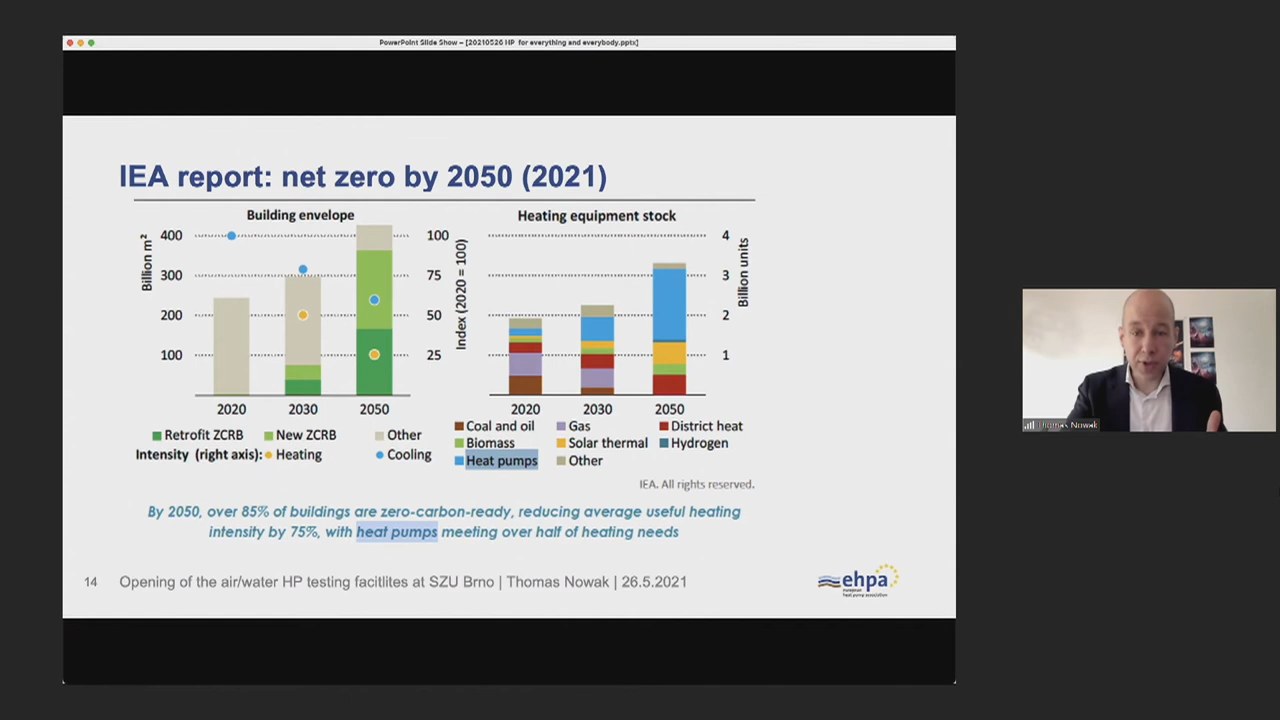 PowerPoint Slide Show – [20210526 HP for everything and everybody.pptx]
IEA report: net zero by 2050 (2021)
Building envelope
Heating equipment stock
Billion m²
400
300
200
100
100
75
50
25
Index (2020 = 100)
2020 2030 2050
Retrofit ZCRB New ZCRB Other
Intensity (right axis): Heating Cooling
4
3
2
1
Billion units
2020 2030 2050
Coal and oil Gas District heat
Biomass Solar thermal Hydrogen
Heat pumps Other
IEA. All rights reserved.
By 2050, over 85% of buildings are zero-carbon-ready, reducing average useful heating
intensity by 75%, with heat pumps meeting over half of heating needs
14 Opening of the air/water HP testing facitlites at SZU Brno | Thomas Nowak | 26.5.2021
ehpa
european
heat pump association
Thomas Nowak